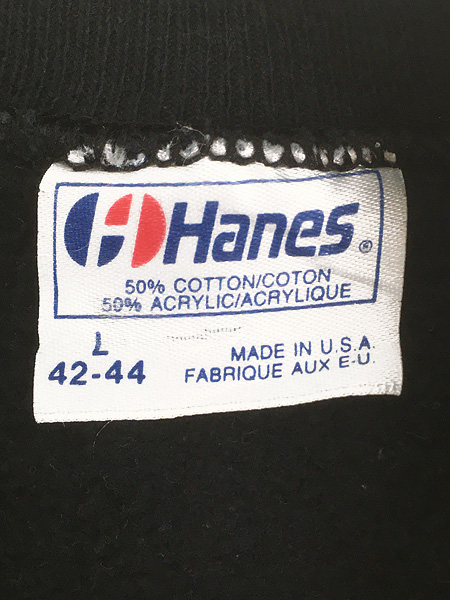 Hanes®
50% COTTON/COTON
50% ACRYLIC/ACRYLIQUE
L
42-44
MADE IN U.S.A.
FABRIQUE AUX E-U.